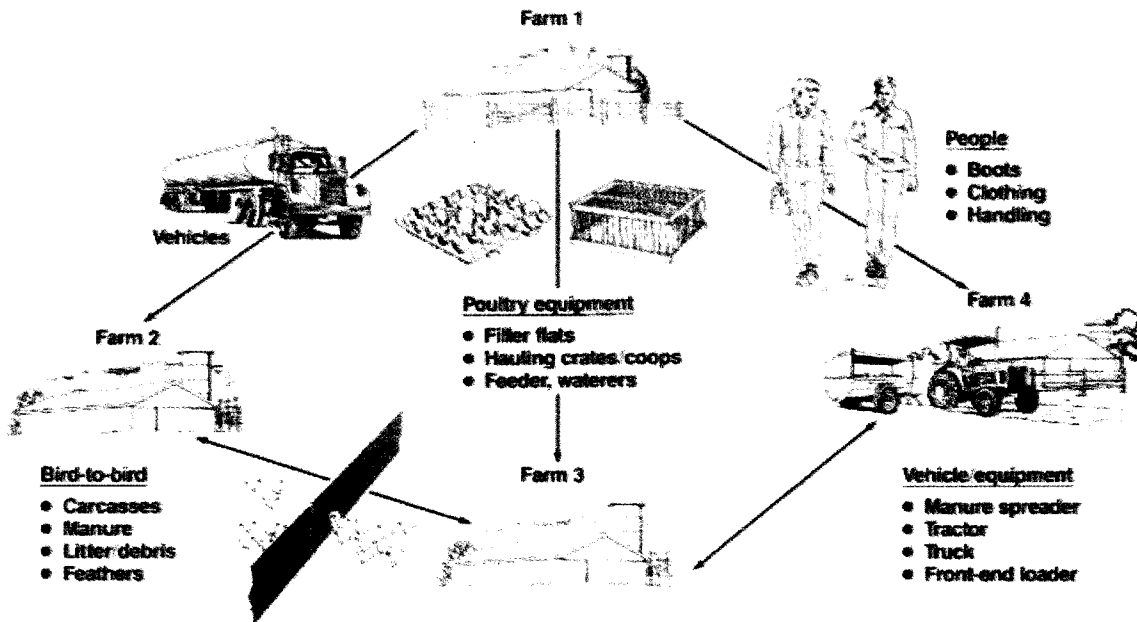 Farm 1
People
● Boots
● Clothing
● Handling
Vehicles
Farm 4
Poultry equipment
● Filler flats
● Hauling crates/coops
● Feeder, waterers
Farm 2
Farm 3
Bird-to-bird
● Carcasses
● Manure
● Litter/debris
● Feathers
Vehicle/equipment
● Manure spreader
● Tractor
● Truck
● Front-end loader